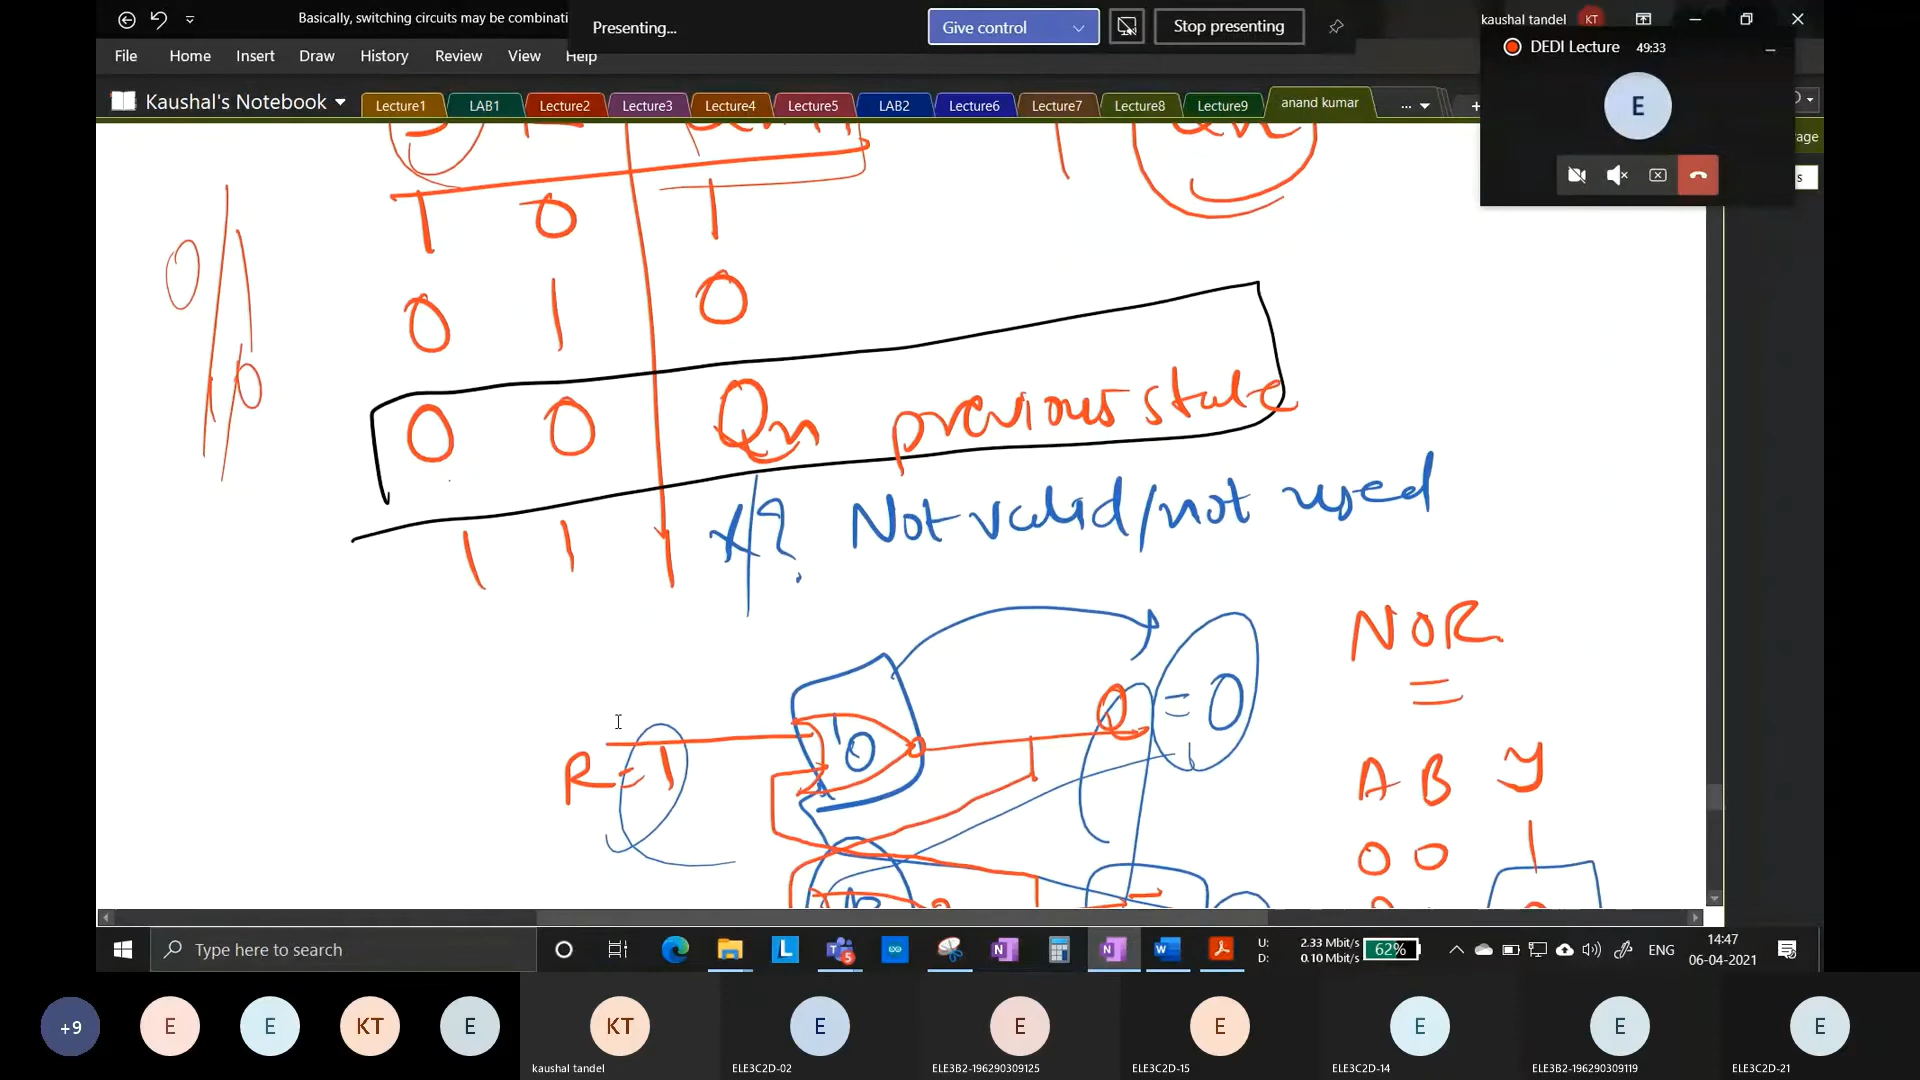 Basically, switching circuits may be combinati
Presenting...
Give control
Stop presenting
kaushal tandel
KT
DEDI Lecture 49:33
E
File Home Insert Draw History Review View Help
Kaushal's Notebook
Lecture1 LAB1 Lecture2 Lecture3 Lecture4 Lecture5 LAB2 Lecture6 Lecture7 Lecture8 Lecture9 anand kumar ... +
age
s
1 0 1
0 1 0
0 0 Qn previous state
1 1 x/? Not valid/not used
NOR
=
R = 1
Q = 0
A B Y
0 0 1
Type here to search
U: 2.33 Mbit/s
D: 0.10 Mbit/s
62%
ENG
14:47
06-04-2021
+9 E E KT E KT E E E E E E
kaushal tandel ELE3C2D-02 ELE3B2-196290309125 ELE3C2D-15 ELE3C2D-14 ELE3B2-196290309119 ELE3C2D-21